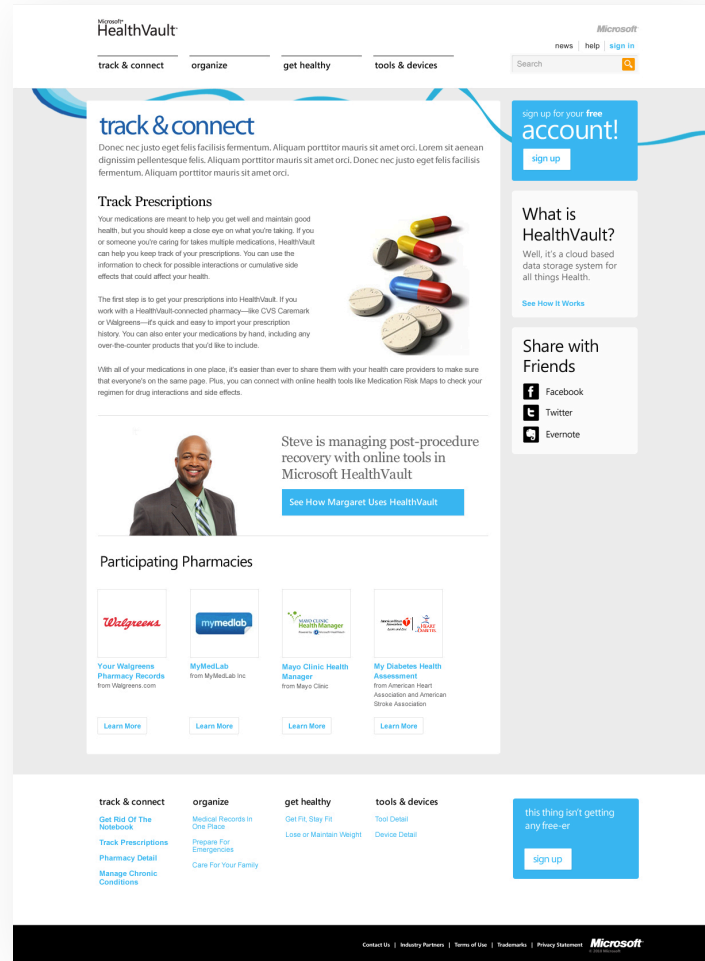 Microsoft®
HealthVault
Microsoft
news | help | sign in
track & connect
organize
get healthy
tools & devices
Search
track & connect
Donec nec justo eget felis facilisis fermentum. Aliquam porttitor mauris sit amet orci. Lorem sit aenean
dignissim pellentesque felis. Aliquam porttitor mauris sit amet orci. Donec nec justo eget felis facilisis
fermentum. Aliquam porttitor mauris sit amet orci.
Track Prescriptions
Your medications are meant to help you get well and maintain good
health, but you should keep a close eye on what you're taking. If you
or someone you're caring for takes multiple medications, HealthVault
can help you keep track of your prescriptions. You can use the
information to check for possible interactions or cumulative side
effects that could affect your health.
The first step is to get your prescriptions into HealthVault. If you
work with a HealthVault-connected pharmacy—like CVS Caremark
or Walgreens—it's quick and easy to import your prescription
history. You can also enter your medications by hand, including any
over-the-counter products that you'd like to include.
With all of your medications in one place, it's easier than ever to share them with your health care providers to make sure
that everyone's on the same page. Plus, you can connect with online health tools like Medication Risk Maps to check your
regimen for drug interactions and side effects.
Steve is managing post-procedure
recovery with online tools in
Microsoft HealthVault
See How Margaret Uses HealthVault
Participating Pharmacies
Walgreens
mymedlab
MAYO CLINIC
Health Manager
Your Walgreens
Pharmacy Records
from Walgreens.com
Learn More
MyMedLab
from MyMedLab Inc
Learn More
Mayo Clinic Health
Manager
from Mayo Clinic
Learn More
My Diabetes Health
Assessment
from American Heart
Association and American
Stroke Association
Learn More
sign up for your free
account!
sign up
What is
HealthVault?
Well, it's a cloud based
data storage system for
all things Health.
See How It Works
Share with
Friends
Facebook
Twitter
Evernote
track & connect
Get Rid Of The
Notebook
Track Prescriptions
Pharmacy Detail
Manage Chronic
Conditions
organize
Medical Records In
One Place
Prepare For
Emergencies
Care For Your Family
get healthy
Get Fit, Stay Fit
Lose or Maintain Weight
tools & devices
Tool Detail
Device Detail
this thing isn't getting
any free-er
sign up
Contact Us | Industry Partners | Terms of Use | Trademarks | Privacy Statement
Microsoft